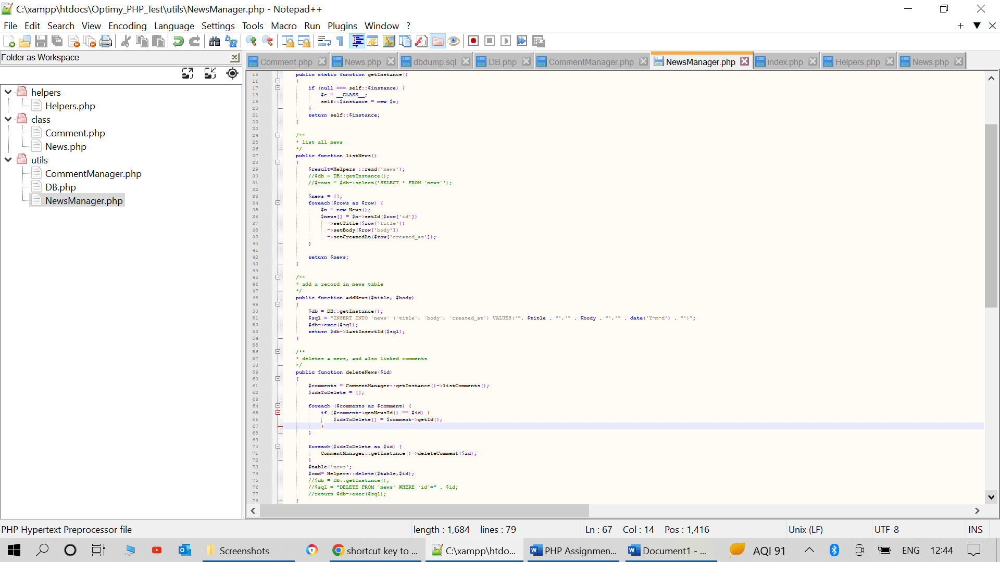 C:\xampp\htdocs\Optimy_PHP_Test\utils\NewsManager.php - Notepad++
File Edit Search View Encoding Language Settings Tools Macro Run Plugins Window ?
Folder as Workspace
helpers
Helpers.php
class
Comment.php
News.php
utils
CommentManager.php
DB.php
NewsManager.php
Comment.php News.php dbdump.sql DB.php CommentManager.php NewsManager.php index.php Helpers.php News.php
15 public static function getInstance()
16 {
17 if (null === self::$instance) {
18 $c = __CLASS__;
19 self::$instance = new $c;
20 }
21 return self::$instance;
22 }
23
24 /**
25 * list all news
26 */
27 public function listNews()
28 {
29 $result=Helpers ::read('news');
30 //$db = DB::getInstance();
31 //$rows = $db->select('SELECT * FROM `news`');
32
33 $news = [];
34 foreach($rows as $row) {
35 $n = new News();
36 $news[] = $n->setId($row['id'])
37 ->setTitle($row['title'])
38 ->setBody($row['body'])
39 ->setCreatedAt($row['created_at']);
40 }
41
42 return $news;
43 }
44
45 /**
46 * add a record in news table
47 */
48 public function addNews($title, $body)
49 {
50 $db = DB::getInstance();
51 $sql = "INSERT INTO `news` (`title`, `body`, `created_at`) VALUES('". $title . "','" . $body . "','" . date('Y-m-d') . "')";
52 $db->exec($sql);
53 return $db->lastInsertId($sql);
54 }
55
56 /**
57 * deletes a news, and also linked comments
58 */
59 public function deleteNews($id)
60 {
61 $comments = CommentManager::getInstance()->listComments();
62 $idsToDelete = [];
63
64 foreach ($comments as $comment) {
65 if ($comment->getNewsId() == $id) {
66 $idsToDelete[] = $comment->getId();
67 }
68 }
69
70 foreach($idsToDelete as $id) {
71 CommentManager::getInstance()->deleteComment($id);
72 }
73 $table='news';
74 $cmd= Helpers::delete($table,$id);
75 //$db = DB::getInstance();
76 //$sql = "DELETE FROM `news` WHERE `id`=" . $id;
77 //return $db->exec($sql);
78 }
PHP Hypertext Preprocessor file length : 1,684 lines : 79 Ln : 67 Col : 14 Pos : 1,416 Unix (LF) UTF-8 INS
Screenshots shortcut key to ... C:\xampp\htdo... PHP Assignmen... Document1 - ... AQI 91 ENG 12:44